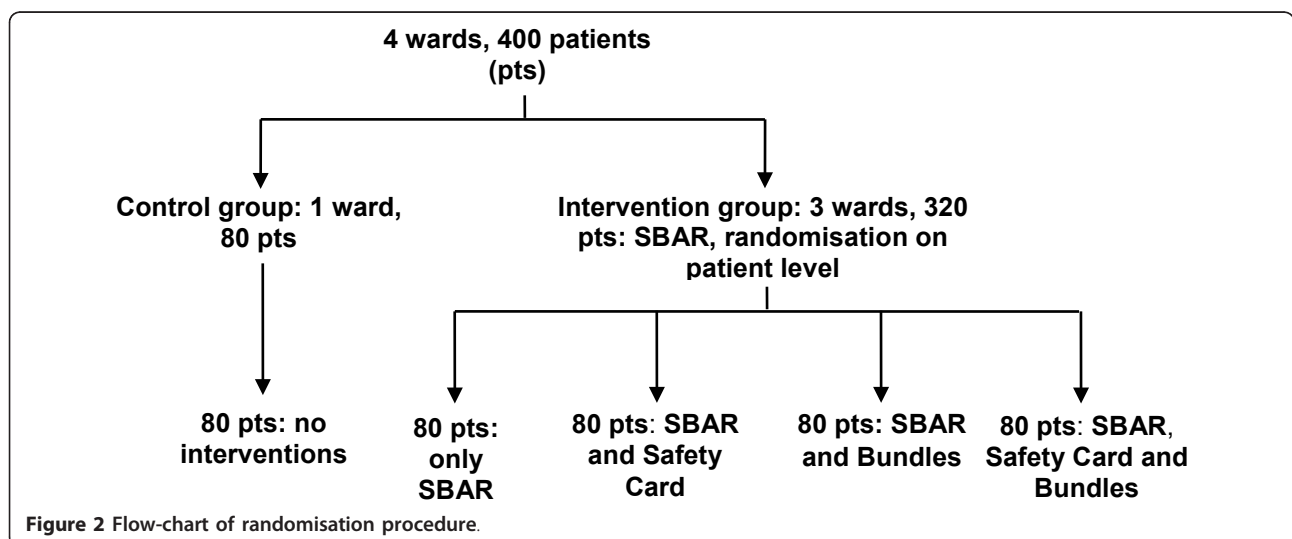 4 wards, 400 patients
(pts)
Control group: 1 ward,
80 pts
Intervention group: 3 wards, 320
pts: SBAR, randomisation on
patient level
80 pts: no
interventions
80 pts:
only
SBAR
80 pts: SBAR
and Safety
Card
80 pts: SBAR
and Bundles
80 pts: SBAR,
Safety Card and
Bundles
Figure 2 Flow-chart of randomisation procedure.